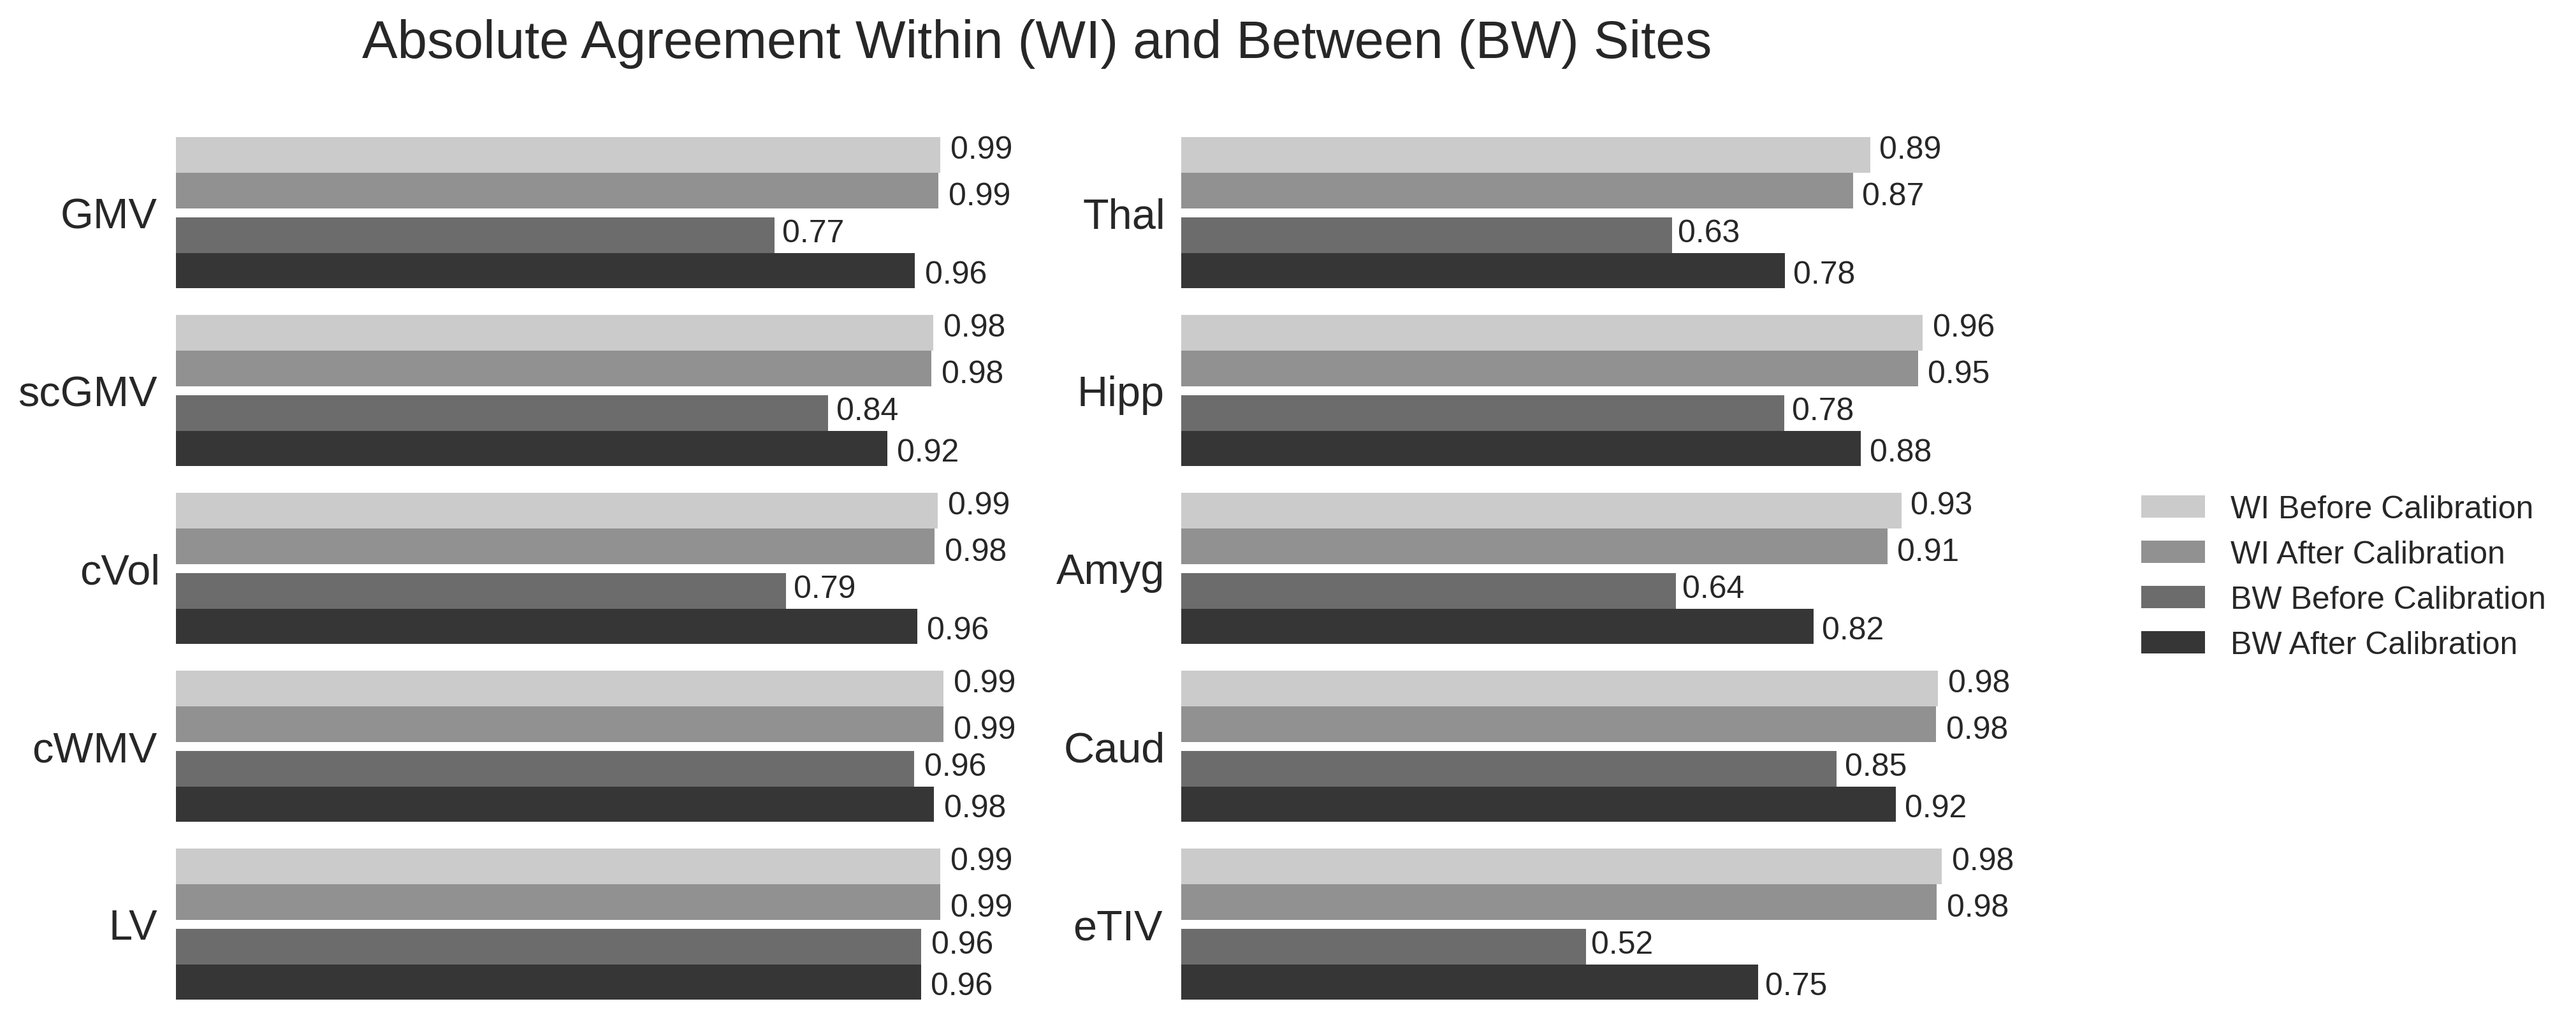 Absolute Agreement Within (WI) and Between (BW) Sites
GMV
0.99
0.99
0.77
0.96
scGMV
0.98
0.98
0.84
0.92
cVol
0.99
0.98
0.79
0.96
cWMV
0.99
0.99
0.96
0.98
LV
0.99
0.99
0.96
0.96
Thal
0.89
0.87
0.63
0.78
Hipp
0.96
0.95
0.78
0.88
Amyg
0.93
0.91
0.64
0.82
Caud
0.98
0.98
0.85
0.92
eTIV
0.98
0.98
0.52
0.75
WI Before Calibration
WI After Calibration
BW Before Calibration
BW After Calibration